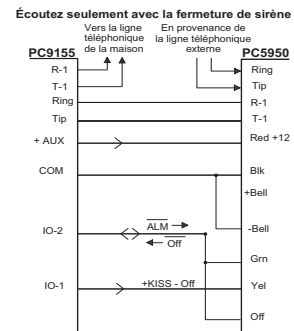 Écoutez seulement avec la fermeture de sirène
Vers la ligne
téléphonique
de la maison
En provenance de
la ligne téléphonique
externe
PC9155
PC5950
R-1
Ring
T-1
Tip
Ring
R-1
Tip
T-1
+ AUX
Red +12
COM
Blk
+Bell
IO-2
ALM
Off
-Bell
Grn
IO-1
+KISS - Off
Yel
Off